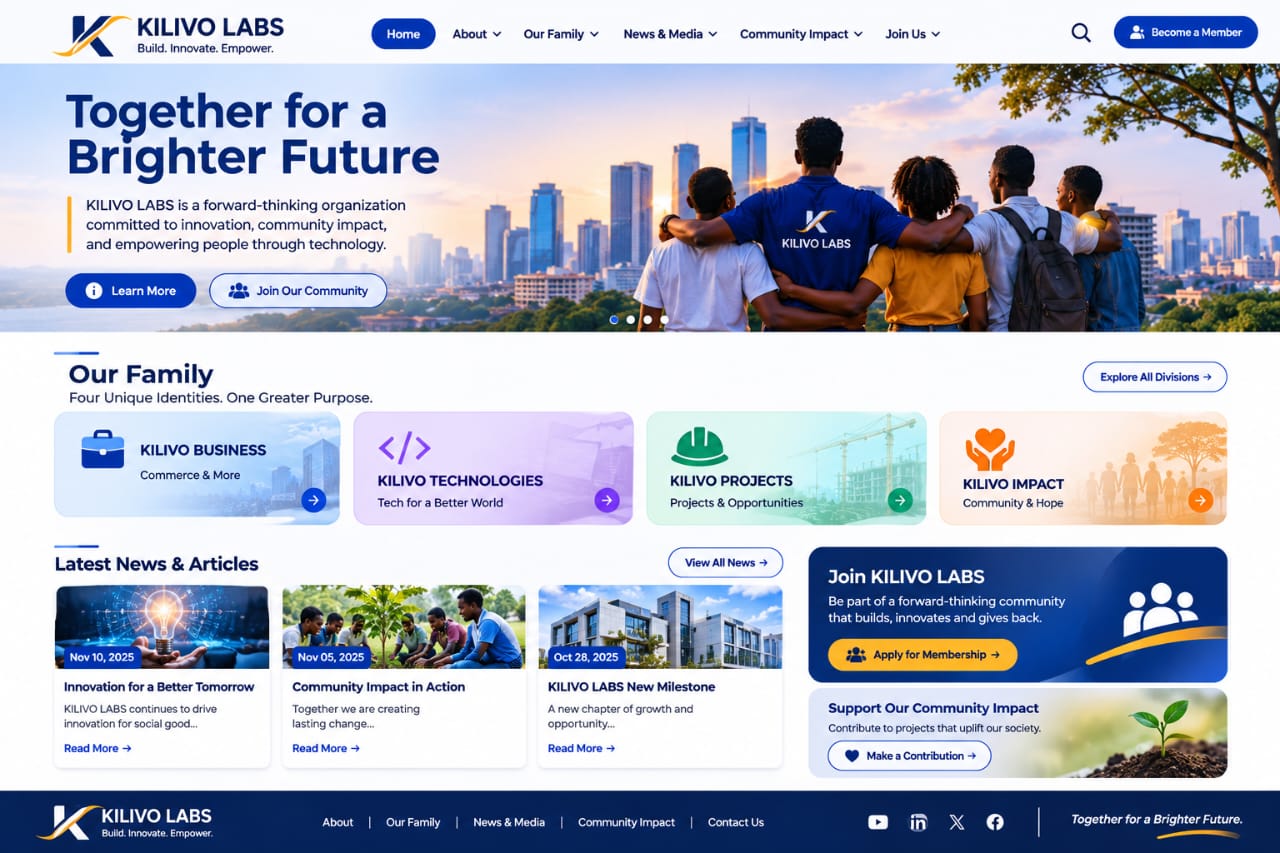 KILIVO LABS
Build. Innovate. Empower.
Home
About
Our Family
News & Media
Community Impact
Join Us
Become a Member
Together for a
Brighter Future
KILIVO LABS is a forward-thinking organization
committed to innovation, community impact,
and empowering people through technology.
Learn More
Join Our Community
KILIVO LABS
Our Family
Four Unique Identities. One Greater Purpose.
Explore All Divisions →
KILIVO BUSINESS
Commerce & More
KILIVO TECHNOLOGIES
Tech for a Better World
KILIVO PROJECTS
Projects & Opportunities
KILIVO IMPACT
Community & Hope
Latest News & Articles
View All News →
Nov 10, 2025
Innovation for a Better Tomorrow
KILIVO LABS continues to drive
innovation for social good...
Read More →
Nov 05, 2025
Community Impact in Action
Together we are creating
lasting change...
Read More →
Oct 28, 2025
KILIVO LABS New Milestone
A new chapter of growth and
opportunity...
Read More →
Join KILIVO LABS
Be part of a forward-thinking community
that builds, innovates and gives back.
Apply for Membership →
Support Our Community Impact
Contribute to projects that uplift our society.
Make a Contribution →
KILIVO LABS
Build. Innovate. Empower.
About | Our Family | News & Media | Community Impact | Contact Us
Together for a Brighter Future.